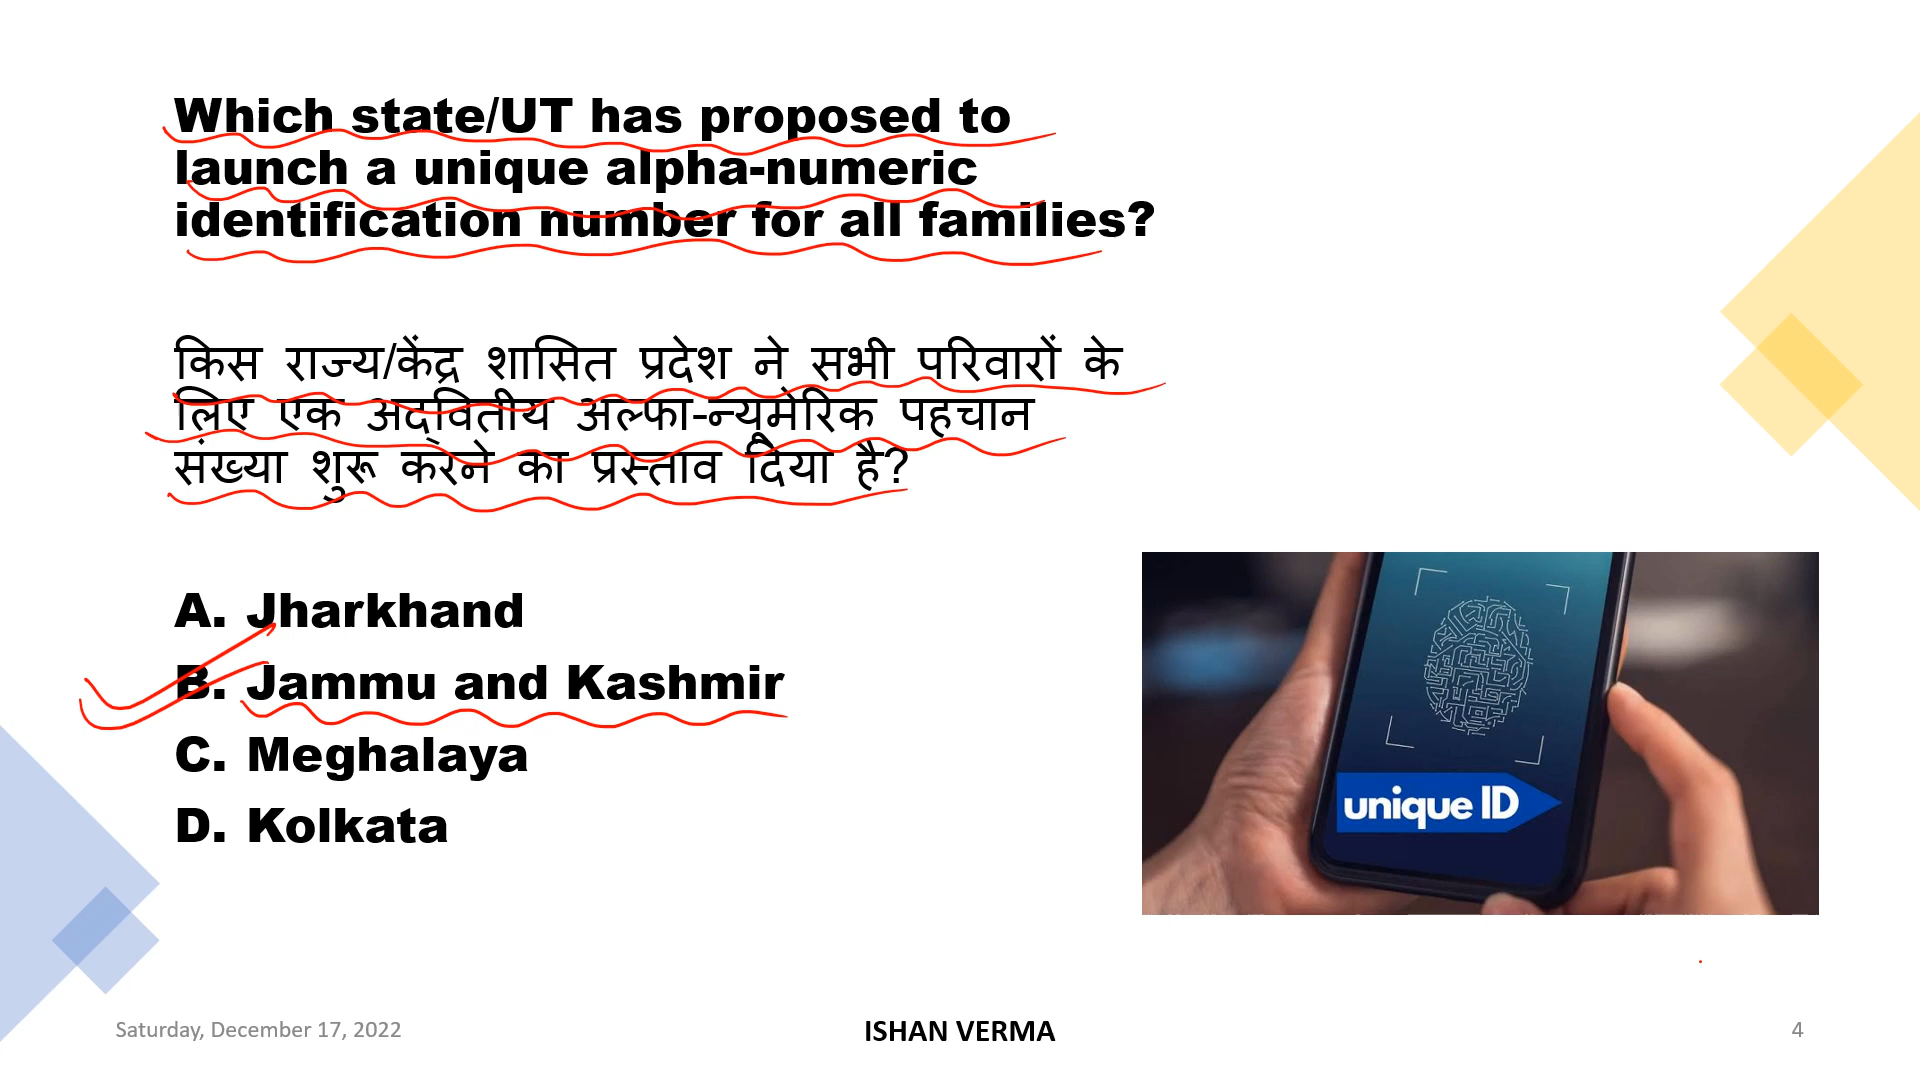 Which state/UT has proposed to
launch a unique alpha-numeric
identification number for all families?
किस राज्य/केंद्र शासित प्रदेश ने सभी परिवारों के
लिए एक अद्वितीय अल्फा-न्यूमेरिक पहचान
संख्या शुरू करने का प्रस्ताव दिया है?
A. Jharkhand
B. Jammu and Kashmir
C. Meghalaya
D. Kolkata
unique ID
Saturday, December 17, 2022
ISHAN VERMA
4